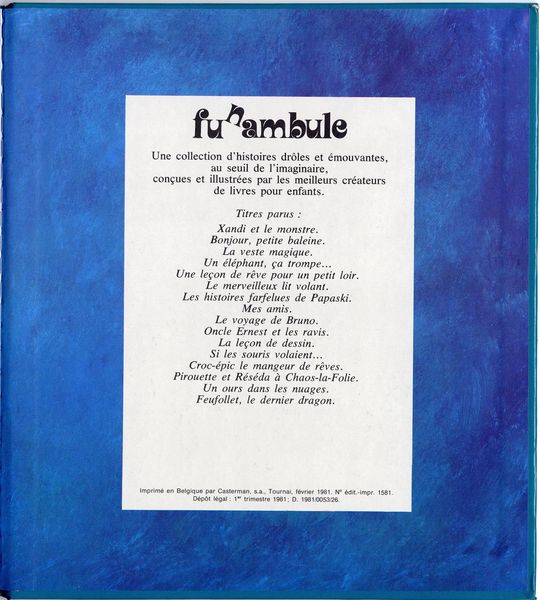 funambule
Une collection d'histoires drôles et émouvantes,
au seuil de l'imaginaire,
conçues et illustrées par les meilleurs créateurs
de livres pour enfants.
Titres parus :
Xandi et le monstre.
Bonjour, petite baleine.
La veste magique.
Un éléphant, ça trompe...
Une leçon de rêve pour un petit loir.
Le merveilleux lit volant.
Les histoires farfelues de Papaski.
Mes amis.
Le voyage de Bruno.
Oncle Ernest et les ravis.
La leçon de dessin.
Si les souris volaient...
Croc-épic le mangeur de rêves.
Pirouette et Réséda à Chaos-la-Folie.
Un ours dans les nuages.
Feufollet, le dernier dragon.
Imprimé en Belgique par Casterman, s.a., Tournai, février 1981. N° édit.-impr. 1581.
Dépôt légal : 1er trimestre 1981; D. 1981/0053/26.